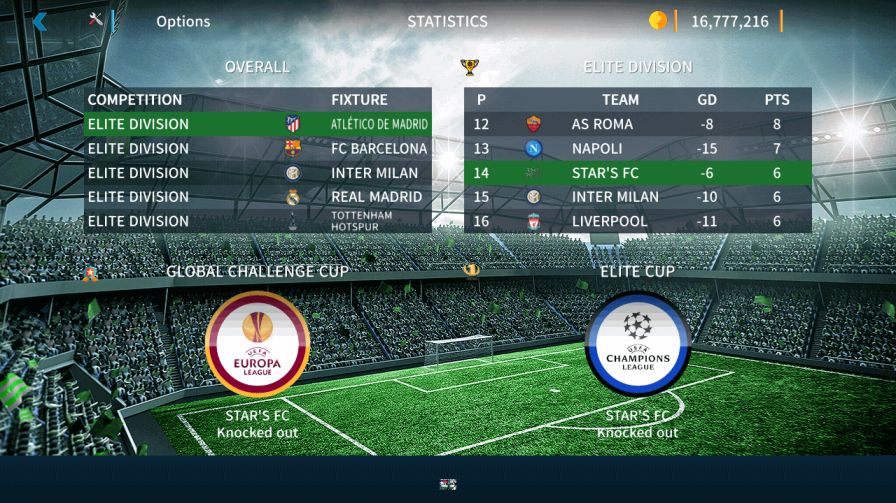 Options
STATISTICS
16,777,216
OVERALL
COMPETITION FIXTURE
ELITE DIVISION ATLÉTICO DE MADRID
ELITE DIVISION FC BARCELONA
ELITE DIVISION INTER MILAN
ELITE DIVISION REAL MADRID
ELITE DIVISION TOTTENHAM
HOTSPUR
ELITE DIVISION
P TEAM GD PTS
12 AS ROMA -8 8
13 NAPOLI -15 7
14 STAR'S FC -6 6
15 INTER MILAN -10 6
16 LIVERPOOL -11 6
GLOBAL CHALLENGE CUP
UEFA
EUROPA
LEAGUE
STAR'S FC
Knocked out
ELITE CUP
UEFA
CHAMPIONS
LEAGUE
STAR'S FC
Knocked out